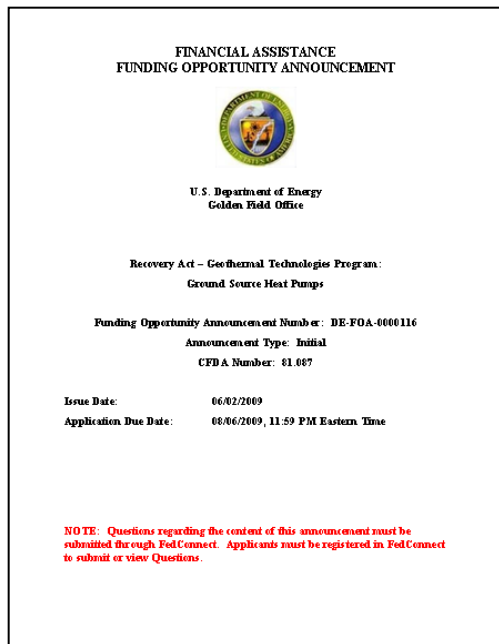 FINANCIAL ASSISTANCE
FUNDING OPPORTUNITY ANNOUNCEMENT
U.S. Department of Energy
Golden Field Office
Recovery Act – Geothermal Technologies Program:
Ground Source Heat Pumps
Funding Opportunity Announcement Number: DE-FOA-0000116
Announcement Type: Initial
CFDA Number: 81.087
Issue Date: 06/02/2009
Application Due Date: 08/06/2009, 11:59 PM Eastern Time
NOTE: Questions regarding the content of this announcement must be
submitted through FedConnect. Applicants must be registered in FedConnect
to submit or view Questions.